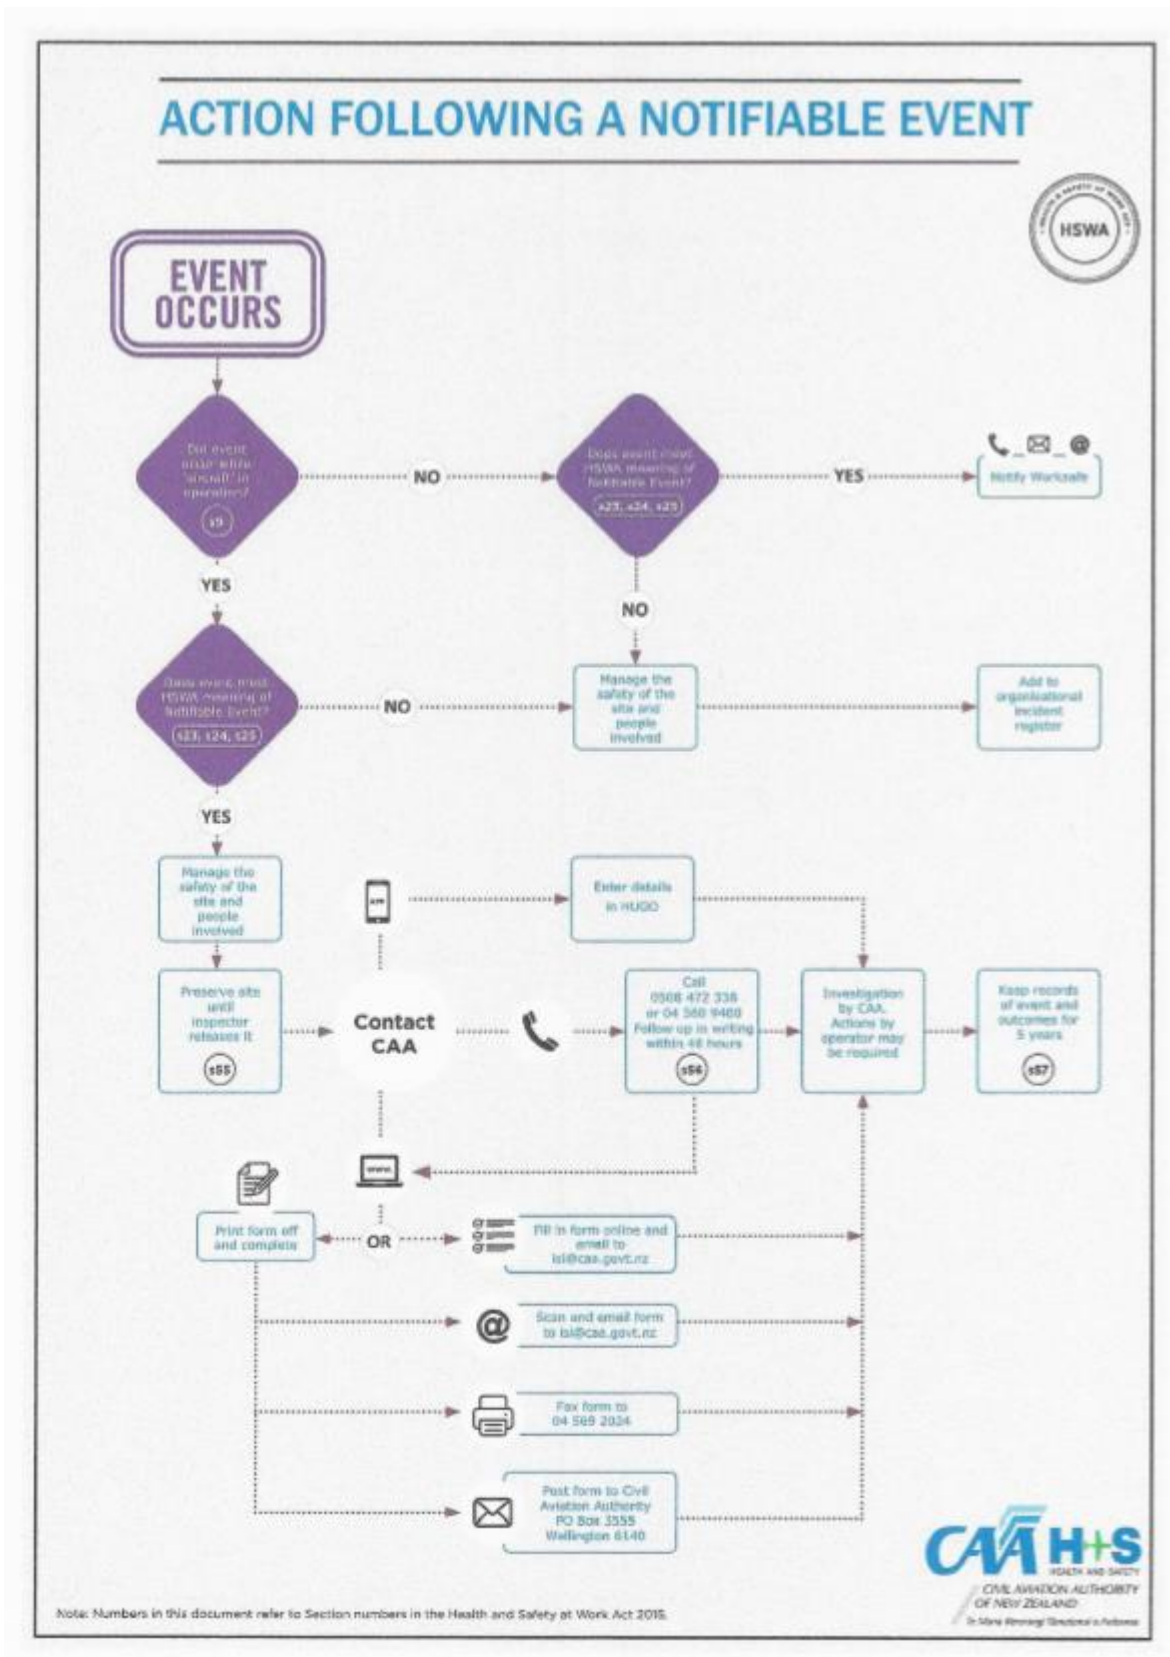 ACTION FOLLOWING A NOTIFIABLE EVENT
HEALTH & SAFETY AT WORK ACT
HSWA
EVENT
OCCURS
Did event
occur while
'aircraft' in
operation?
s9
NO
Does event meet
HSWA meaning of
Notifiable Event?
s23, s24, s25
YES
Notify Worksafe
YES
NO
Does event meet
HSWA meaning of
Notifiable Event?
s23, s24, s25
NO
Manage the
safety of the
site and
people
involved
Add to
organisational
incident
register
YES
Manage the
safety of the
site and
people
involved
APP
Enter details
in HUGO
Preserve site
until
inspector
releases it
s55
Contact
CAA
Call
0508 472 338
or 04 560 9400
Follow up in writing
within 48 hours
s56
Investigation
by CAA.
Actions by
operator may
be required
Keep records
of event and
outcomes for
5 years
s57
www.
Print form off
and complete
OR
Fill in form online and
email to
isi@caa.govt.nz
Scan and email form
to isi@caa.govt.nz
Fax form to
04 569 2024
Post form to Civil
Aviation Authority
PO Box 3555
Wellington 6140
CAA H+S
HEALTH AND SAFETY
CIVIL AVIATION AUTHORITY
OF NEW ZEALAND
Note: Numbers in this document refer to Section numbers in the Health and Safety at Work Act 2015.